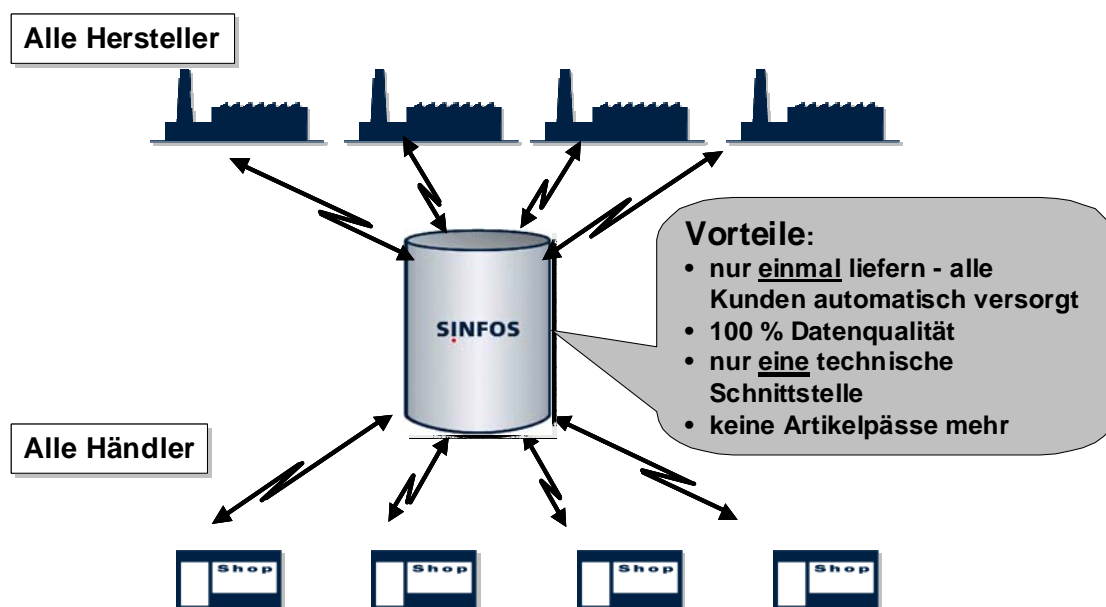 Alle Hersteller
Vorteile:
• nur einmal liefern - alle
Kunden automatisch versorgt
• 100 % Datenqualität
• nur eine technische
Schnittstelle
• keine Artikelpässe mehr
SINFOS
Alle Händler
Shop
Shop
Shop
Shop